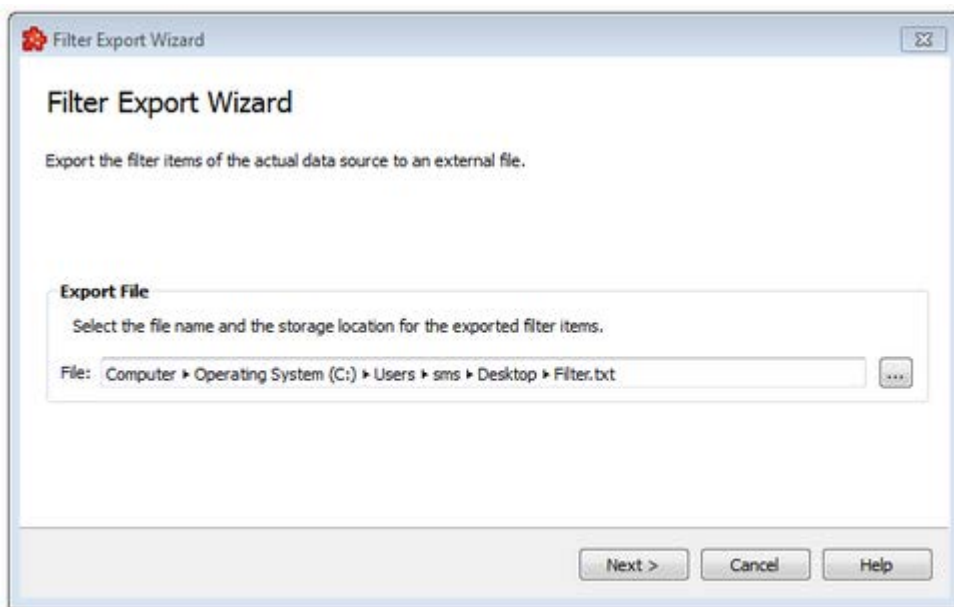 Filter Export Wizard
Filter Export Wizard
Export the filter items of the actual data source to an external file.
Export File
Select the file name and the storage location for the exported filter items.
File: Computer ▸ Operating System (C:) ▸ Users ▸ sms ▸ Desktop ▸ Filter.txt ...
Next > Cancel Help